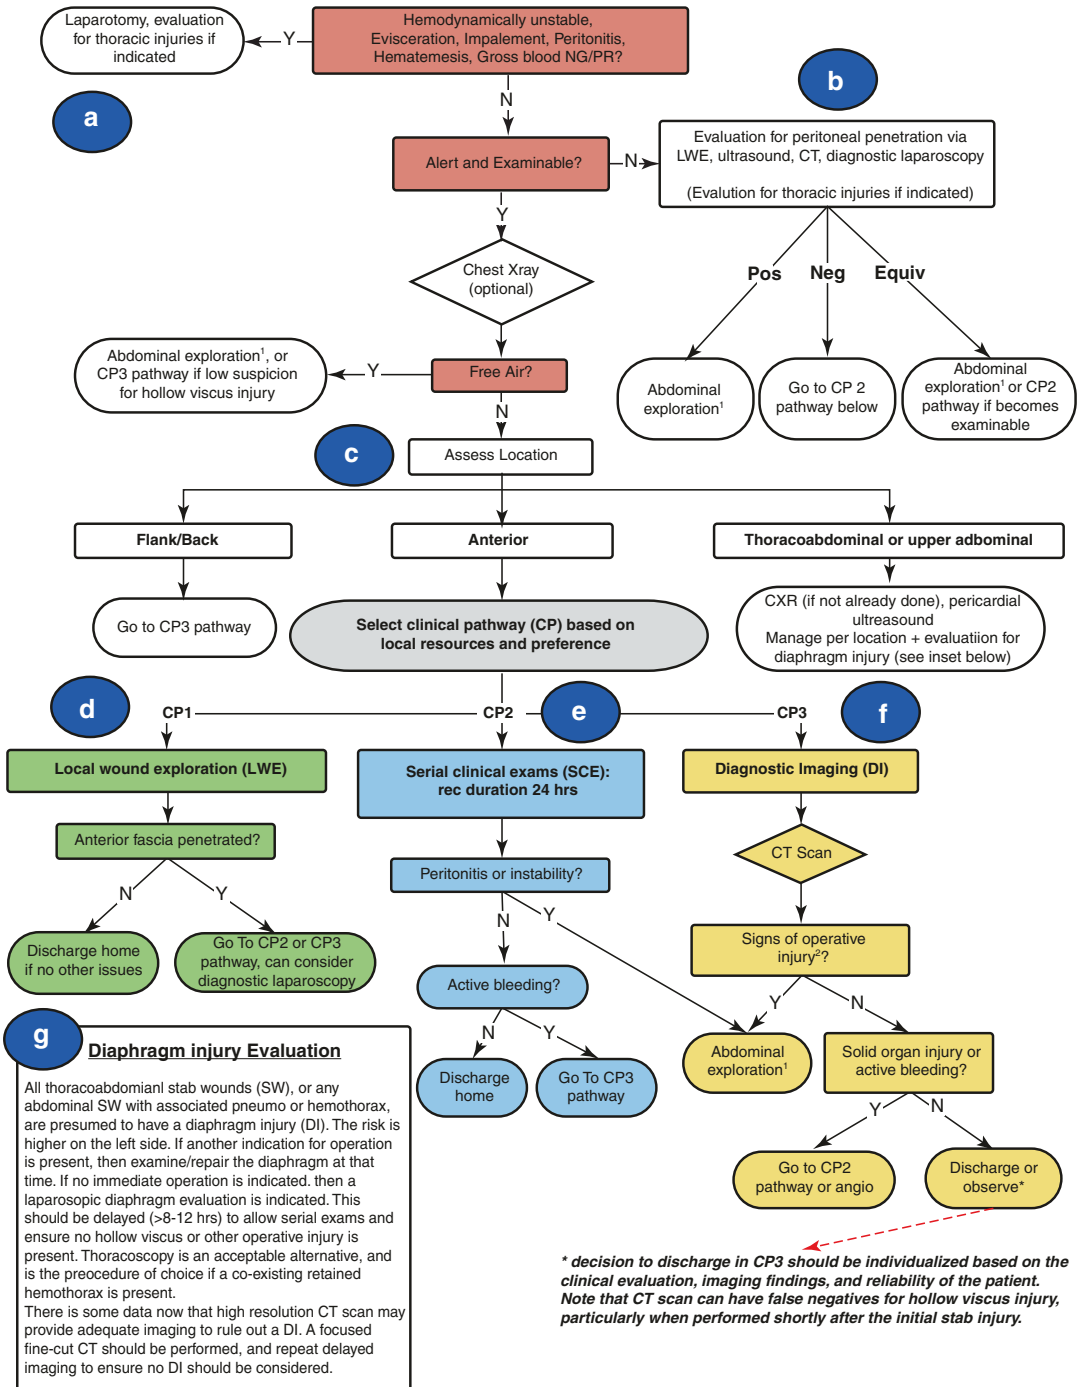 Laparotomy, evaluation
for thoracic injuries if
indicated
Y
Hemodynamically unstable,
Evisceration, Impalement, Peritonitis,
Hematemesis, Gross blood NG/PR?
a
b
N
Alert and Examinable?
N
Evaluation for peritoneal penetration via
LWE, ultrasound, CT, diagnostic laparoscopy
(Evalution for thoracic injuries if indicated)
Y
Chest Xray
(optional)
Pos
Neg
Equiv
Abdominal exploration¹, or
CP3 pathway if low suspicion
for hollow viscus injury
Y
Free Air?
Abdominal
exploration¹
Go to CP 2
pathway below
Abdominal
exploration¹ or CP2
pathway if becomes
examinable
N
c
Assess Location
Flank/Back
Anterior
Thoracoabdominal or upper adbominal
Go to CP3 pathway
Select clinical pathway (CP) based on
local resources and preference
CXR (if not already done), pericardial
ultrasound
Manage per location + evaluatiion for
diaphragm injury (see inset below)
d
e
f
CP1
CP2
CP3
Local wound exploration (LWE)
Anterior fascia penetrated?
N
Y
Discharge home
if no other issues
Go To CP2 or CP3
pathway, can consider
diagnostic laparoscopy
Serial clinical exams (SCE):
rec duration 24 hrs
Peritonitis or instability?
N
Y
Active bleeding?
N
Y
Discharge
home
Go To CP3
pathway
Diagnostic Imaging (DI)
CT Scan
Signs of operative
injury²?
Y
N
Abdominal
exploration¹
Solid organ injury or
active bleeding?
Y
N
Go to CP2
pathway or angio
Discharge or
observe*
* decision to discharge in CP3 should be individualized based on the
clinical evaluation, imaging findings, and reliability of the patient.
Note that CT scan can have false negatives for hollow viscus injury,
particularly when performed shortly after the initial stab injury.
g
Diaphragm injury Evaluation
All thoracoabdomianl stab wounds (SW), or any
abdominal SW with associated pneumo or hemothorax,
are presumed to have a diaphragm injury (DI). The risk is
higher on the left side. If another indication for operation
is present, then examine/repair the diaphragm at that
time. If no immediate operation is indicated. then a
laparosopic diaphragm evaluation is indicated. This
should be delayed (>8-12 hrs) to allow serial exams and
ensure no hollow viscus or other operative injury is
present. Thoracoscopy is an acceptable alternative, and
is the preocedure of choice if a co-existing retained
hemothorax is present.
There is some data now that high resolution CT scan may
provide adequate imaging to rule out a DI. A focused
fine-cut CT should be performed, and repeat delayed
imaging to ensure no DI should be considered.